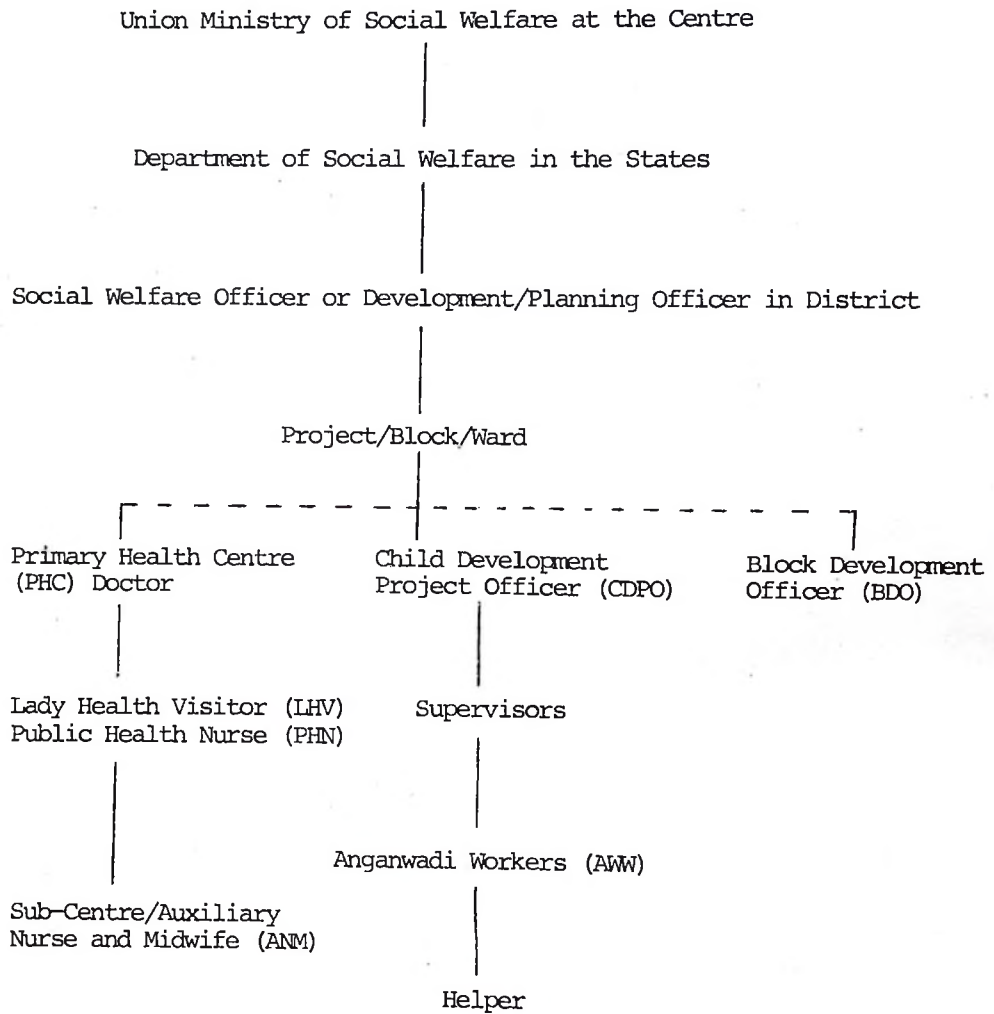 Union Ministry of Social Welfare at the Centre
Department of Social Welfare in the States
Social Welfare Officer or Development/Planning Officer in District
Project/Block/Ward
Primary Health Centre
(PHC) Doctor
Child Development
Project Officer (CDPO)
Block Development
Officer (BDO)
Lady Health Visitor (LHV)
Public Health Nurse (PHN)
Supervisors
Anganwadi Workers (AWW)
Sub-Centre/Auxiliary
Nurse and Midwife (ANM)
Helper